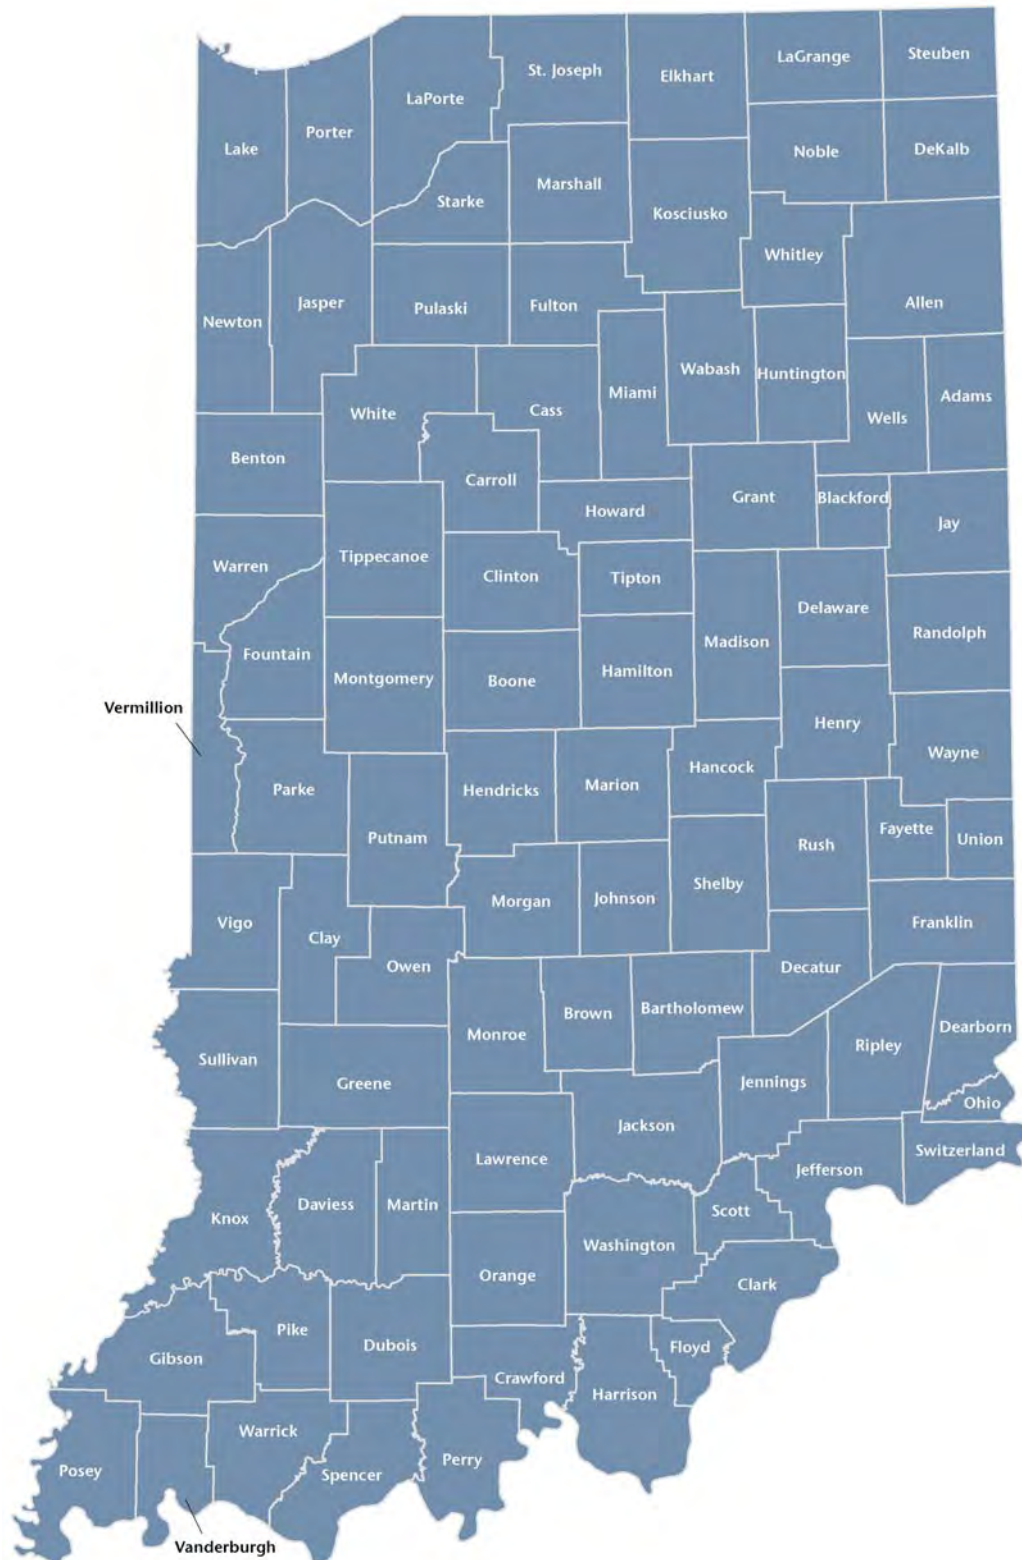 Steuben
LaGrange
St. Joseph
Elkhart
LaPorte
Porter
Lake
Noble
DeKalb
Marshall
Starke
Kosciusko
Whitley
Allen
Jasper
Pulaski
Fulton
Newton
Wabash
Huntington
Miami
Adams
White
Cass
Wells
Benton
Carroll
Grant
Blackford
Howard
Jay
Tippecanoe
Warren
Clinton
Tipton
Delaware
Randolph
Madison
Fountain
Montgomery
Boone
Hamilton
Vermillion
Henry
Wayne
Hancock
Parke
Hendricks
Marion
Putnam
Rush
Fayette
Union
Shelby
Morgan
Johnson
Vigo
Clay
Franklin
Owen
Decatur
Bartholomew
Brown
Monroe
Dearborn
Ripley
Sullivan
Greene
Jennings
Ohio
Jackson
Lawrence
Switzerland
Jefferson
Knox
Daviess
Martin
Scott
Washington
Orange
Clark
Pike
Dubois
Gibson
Floyd
Crawford
Harrison
Warrick
Perry
Posey
Spencer
Vanderburgh